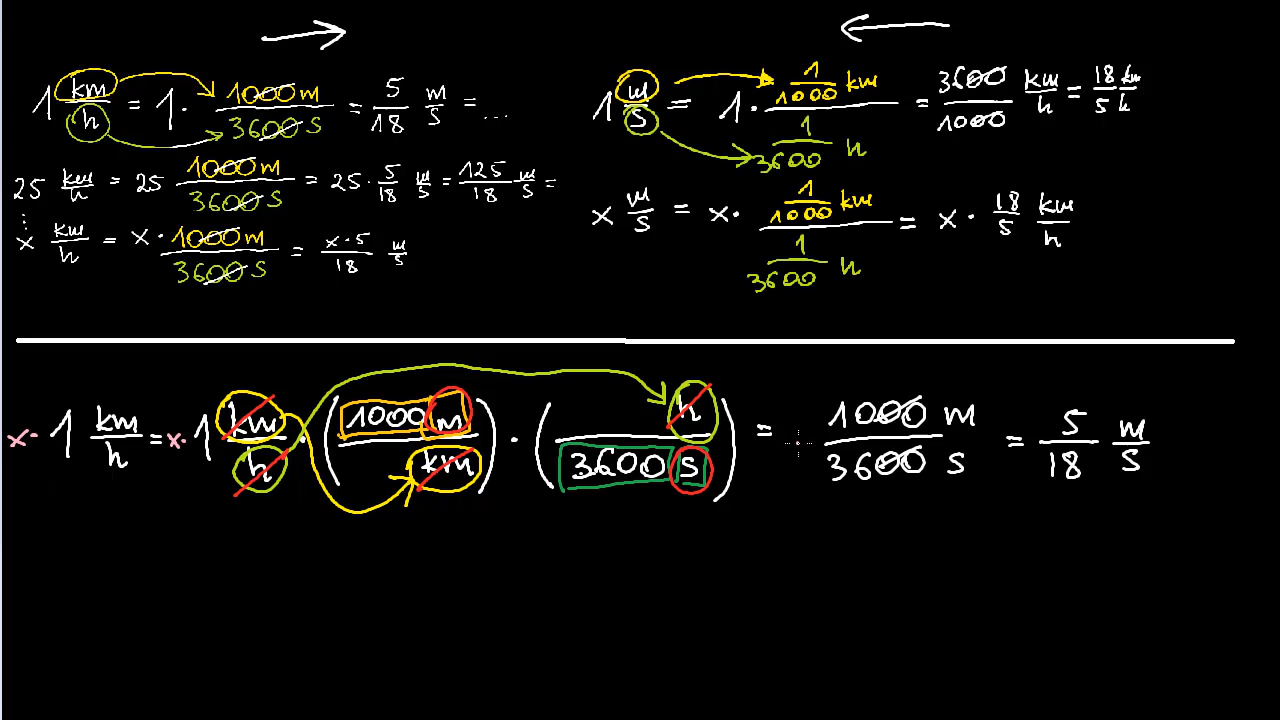 1 km/h = 1 · 1000 m / 3600 s = 5/18 m/s = ...
25 km/h = 25 1000 m / 3600 s = 25 · 5/18 m/s = 125/18 m/s =
⋮
x km/h = x · 1000 m / 3600 s = x · 5 / 18 m/s
1 m/s = 1 · 1/1000 km / 1/3600 h = 3600/1000 km/h = 18/5 km/h
x m/s = x · 1/1000 km / 1/3600 h = x · 18/5 km/h
x · 1 km/h = x · 1 km/h · (1000 m / km) · (h / 3600 s) = 1000 m / 3600 s = 5/18 m/s